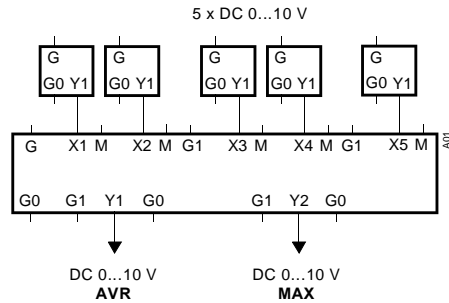 5 x DC 0...10 V
G G G G G
G0 Y1 G0 Y1 G0 Y1 G0 Y1 G0 Y1
G X1 M X2 M G1 X3 M X4 M G1 X5 M
A01
G0 G1 Y1 G0 G1 Y2 G0
DC 0...10 V DC 0...10 V
AVR MAX